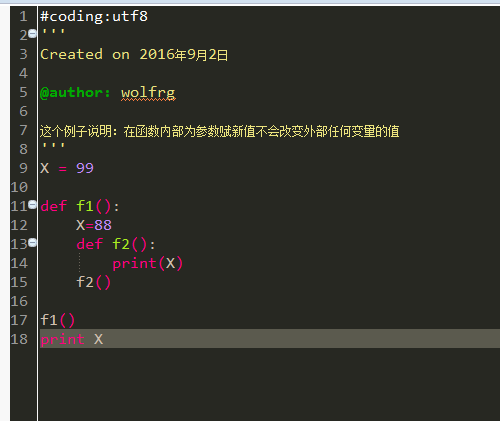 1 #coding:utf8
2 '''
3 Created on 2016年9月2日
4
5 @author: wolfrg
6
7 这个例子说明：在函数内部为参数赋新值不会改变外部任何变量的值
8 '''
9 X = 99
10
11 def f1():
12     X=88
13     def f2():
14         print(X)
15     f2()
16
17 f1()
18 print X